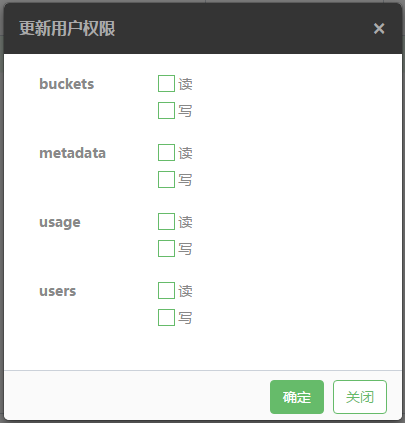 更新用户权限 ×
buckets 读
写
metadata 读
写
usage 读
写
users 读
写
确定 关闭